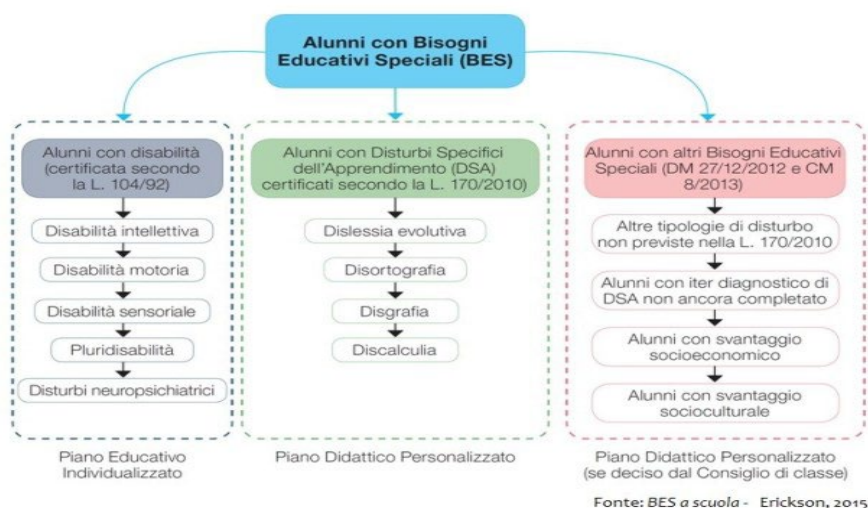 Alunni con Bisogni
Educativi Speciali (BES)
Alunni con disabilità
(certificata secondo
la L. 104/92)
Disabilità intellettiva
Disabilità motoria
Disabilità sensoriale
Pluridisabilità
Disturbi neuropsichiatrici
Piano Educativo
Individualizzato
Alunni con Disturbi Specifici
dell'Apprendimento (DSA)
certificati secondo la L. 170/2010)
Dislessia evolutiva
Disortografia
Disgrafia
Discalculia
Piano Didattico Personalizzato
Alunni con altri Bisogni Educativi
Speciali (DM 27/12/2012 e CM
8/2013)
Altre tipologie di disturbo
non previste nella L. 170/2010
Alunni con iter diagnostico di
DSA non ancora completato
Alunni con svantaggio
socioeconomico
Alunni con svantaggio
socioculturale
Piano Didattico Personalizzato
(se deciso dal Consiglio di classe)
Fonte: BES a scuola - Erickson, 2015